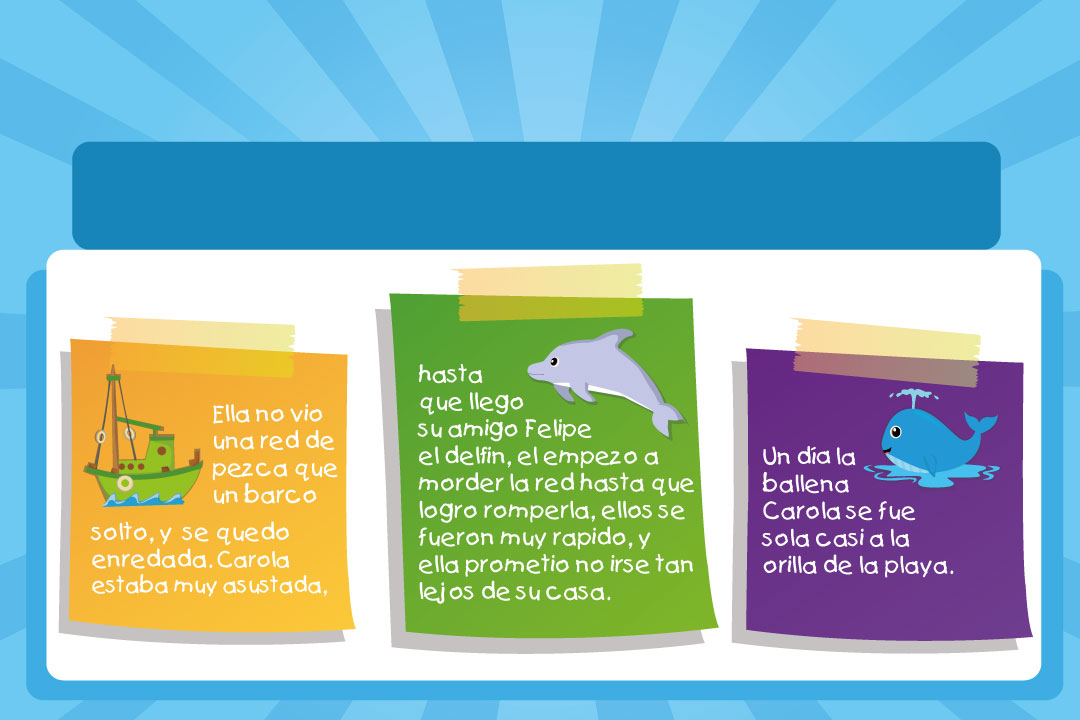 Ella no vio
una red de
pezca que
un barco
solto, y se quedo
enredada. Carola
estaba muy asustada,
hasta
que llego
su amigo Felipe
el delfin, el empezo a
morder la red hasta que
logro romperla, ellos se
fueron muy rapido, y
ella prometio no irse tan
lejos de su casa.
Un dia la
ballena
Carola se fue
sola casi a la
orilla de la playa.